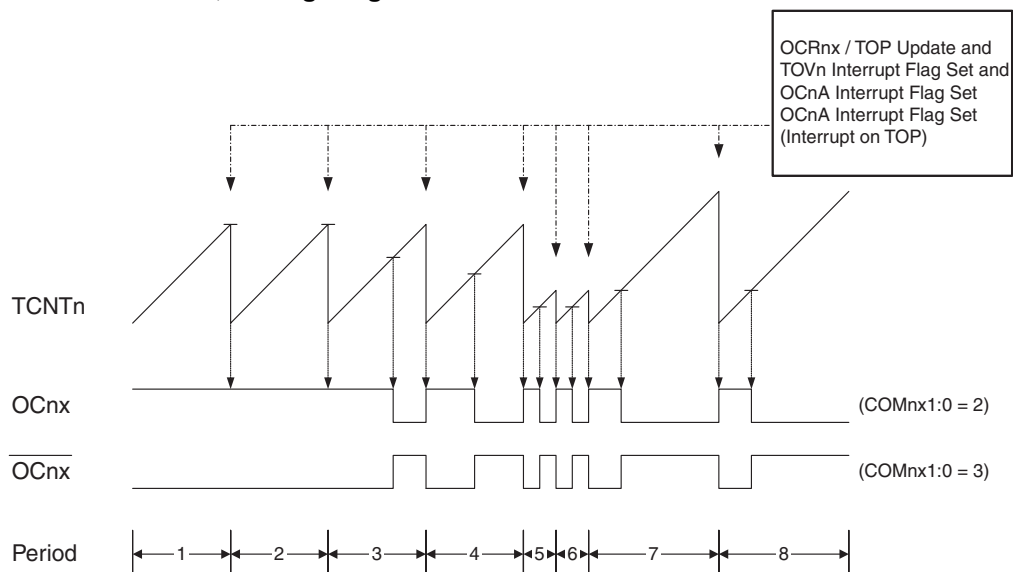 OCRnx / TOP Update and
TOVn Interrupt Flag Set and
OCnA Interrupt Flag Set
OCnA Interrupt Flag Set
(Interrupt on TOP)
TCNTn
OCnx
(COMnx1:0 = 2)
OCnx
(COMnx1:0 = 3)
Period
1 2 3 4 5 6 7 8